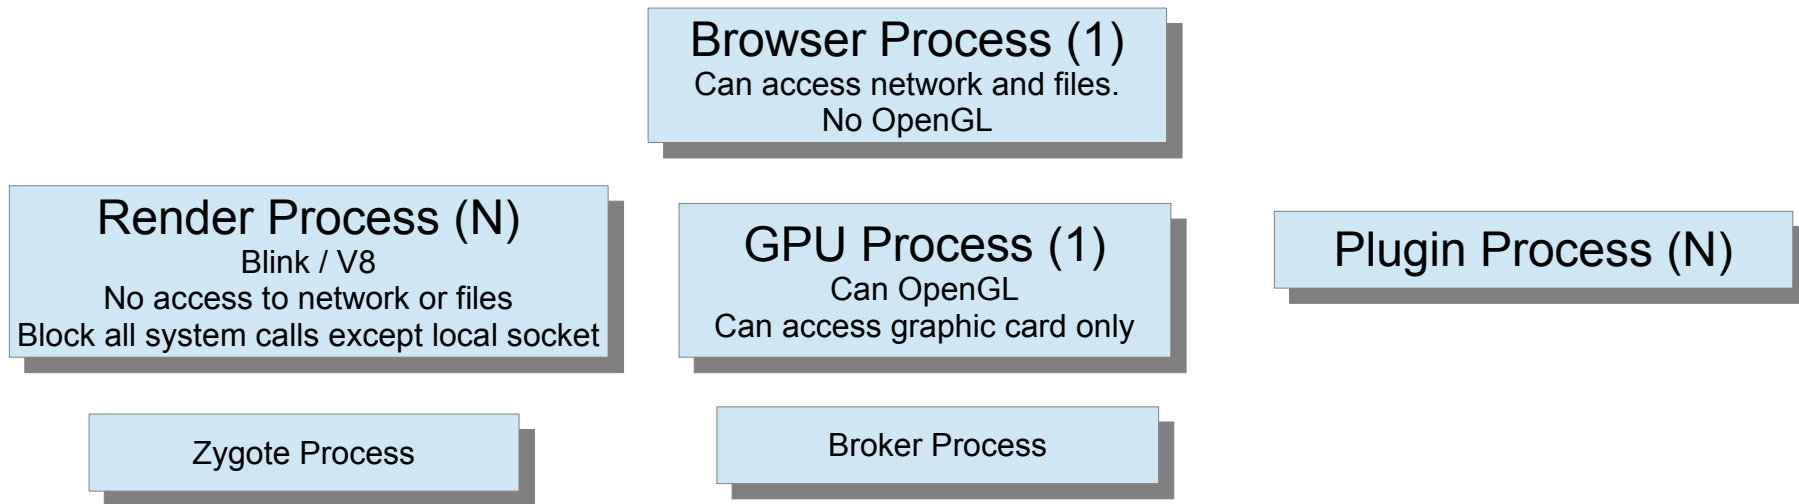 Browser Process (1)
Can access network and files.
No OpenGL
Render Process (N)
Blink / V8
No access to network or files
Block all system calls except local socket
GPU Process (1)
Can OpenGL
Can access graphic card only
Plugin Process (N)
Zygote Process
Broker Process